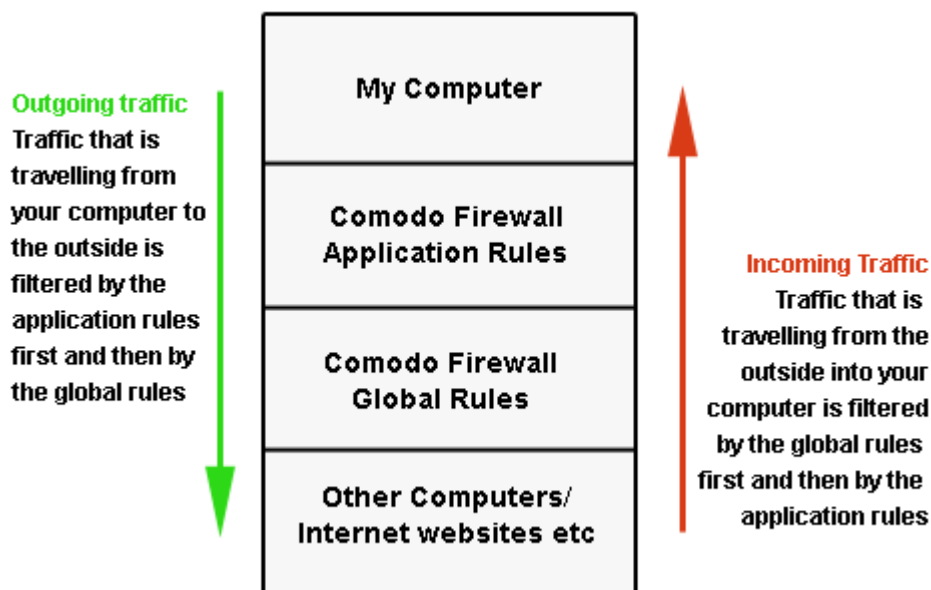 Outgoing traffic
Traffic that is
travelling from
your computer to
the outside is
filtered by the
application rules
first and then by
the global rules
My Computer
Comodo Firewall
Application Rules
Comodo Firewall
Global Rules
Other Computers/
Internet websites etc
Incoming Traffic
Traffic that is
travelling from the
outside into your
computer is filtered
by the global rules
first and then by the
application rules